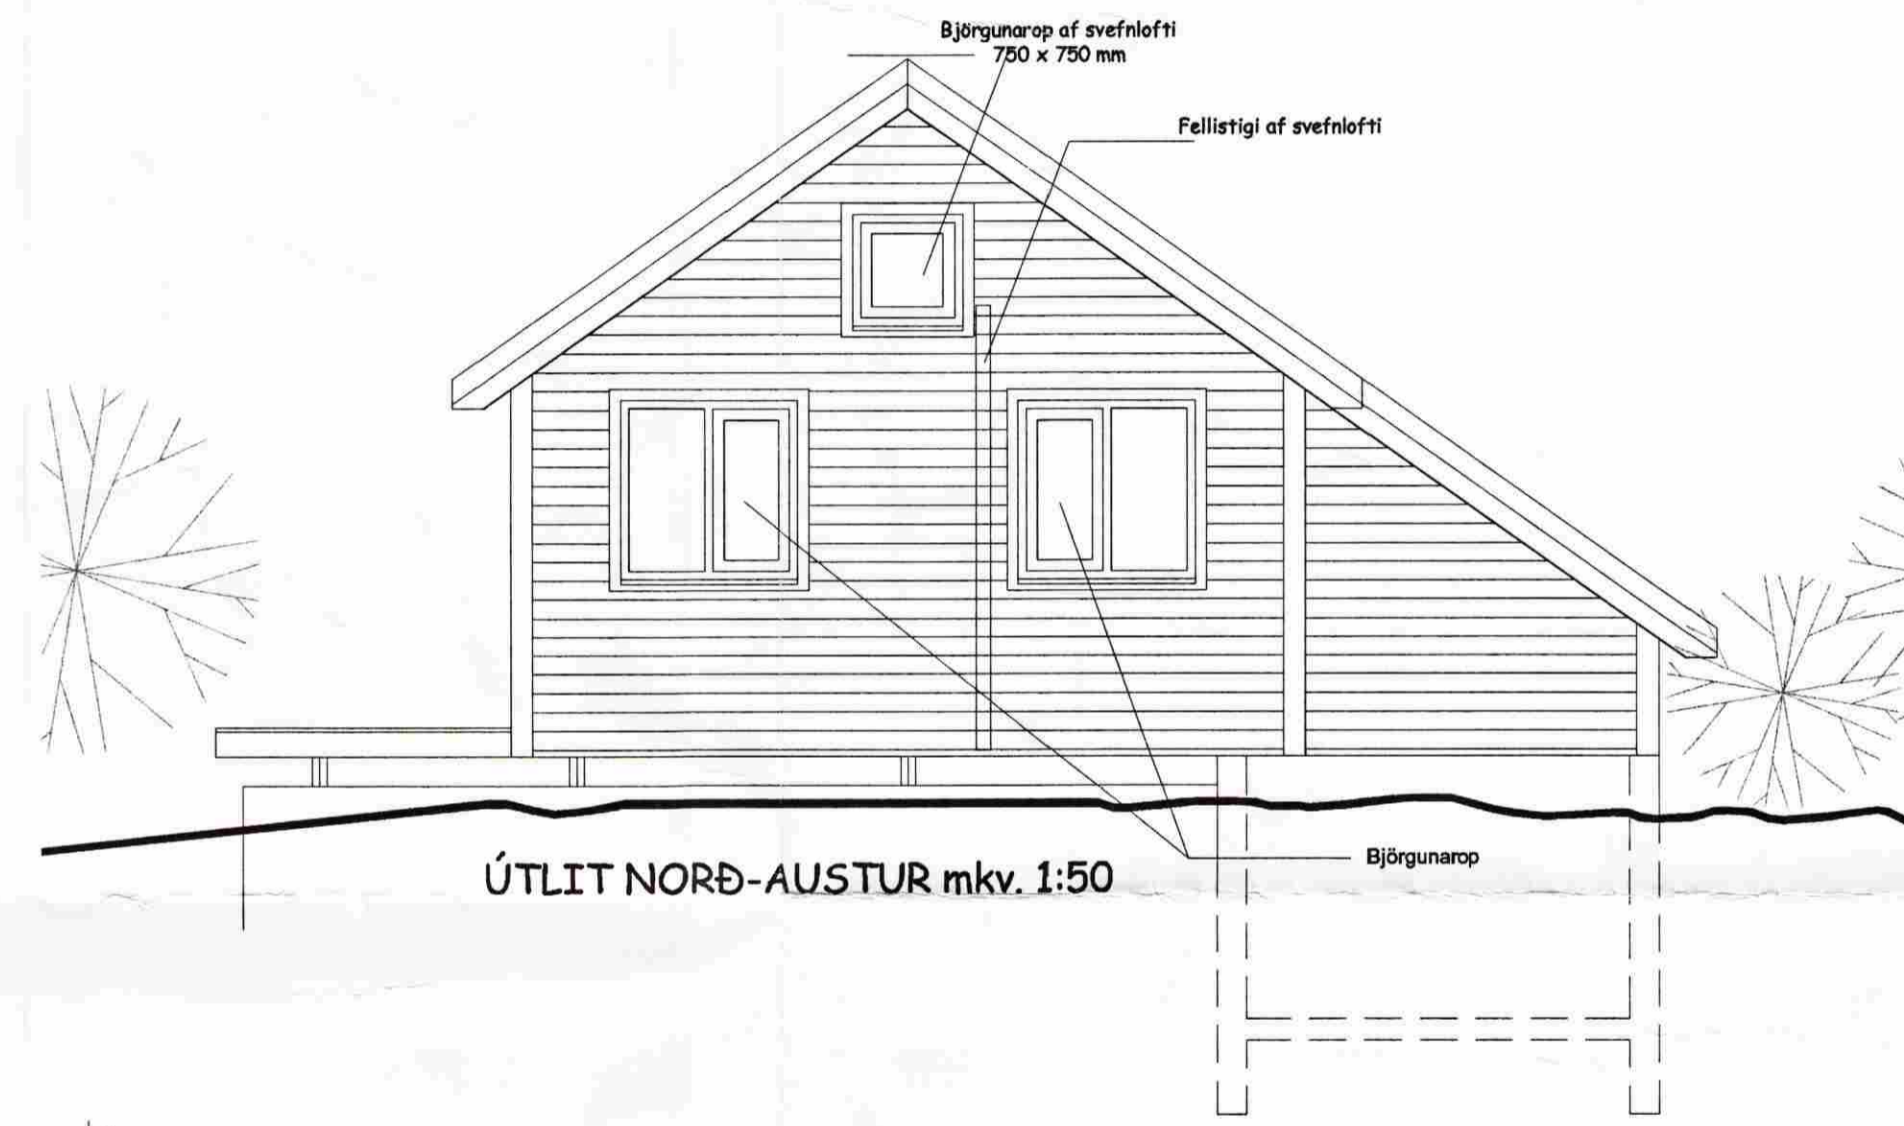 Björgunarop af svefnlofti
750 x 750 mm
Fellistigi af svefnlofti
Björgunarop
ÚTLIT NORÐ-AUSTUR mkv. 1:50